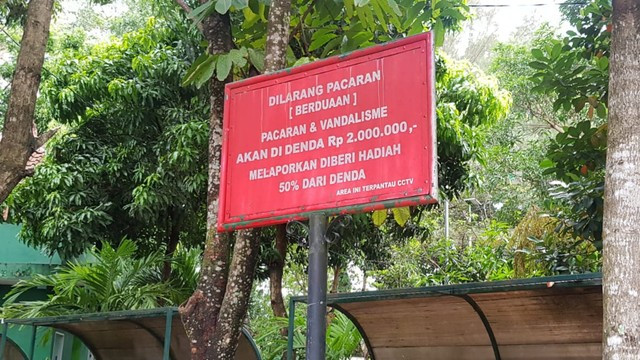 DILARANG PACARAN
[ BERDUAAN ]
PACARAN & VANDALISME
AKAN DI DENDA Rp 2.000.000,-
MELAPORKAN DIBERI HADIAH
50% DARI DENDA
AREA INI TERPANTAU CCTV